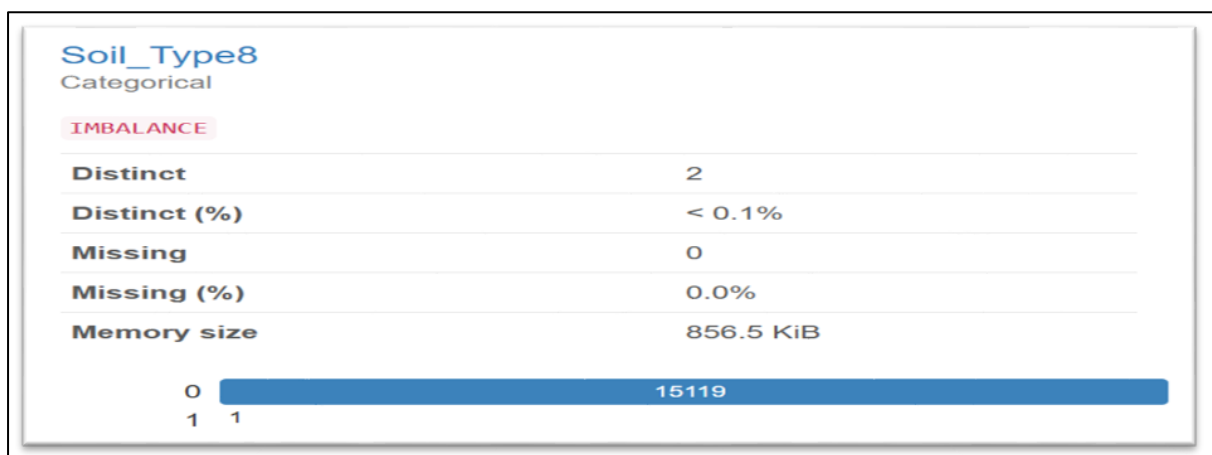 Soil_Type8
Categorical
IMBALANCE
Distinct 2
Distinct (%) < 0.1%
Missing 0
Missing (%) 0.0%
Memory size 856.5 KiB
0 15119
1 1